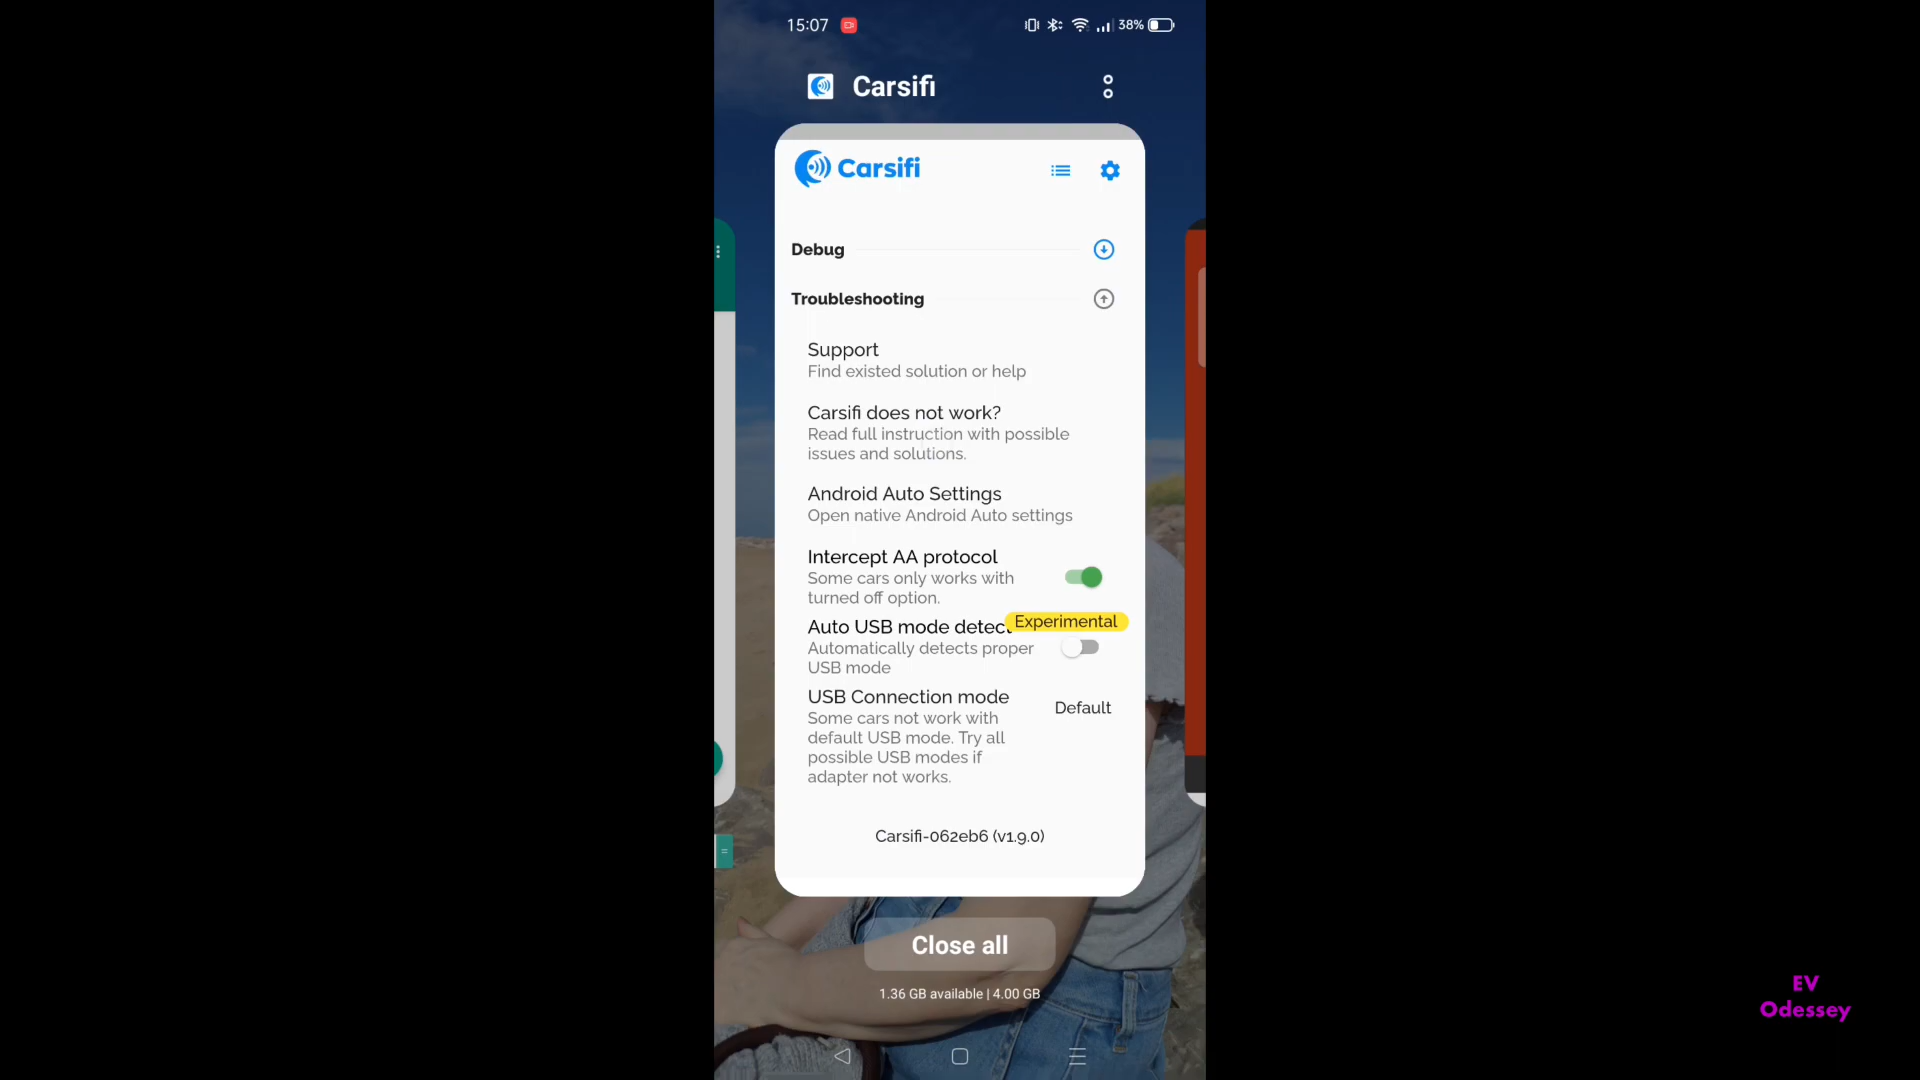 15:07
38%
Carsifi
Carsifi
Debug
Troubleshooting
Support
Find existed solution or help
Carsifi does not work?
Read full instruction with possible
issues and solutions.
Android Auto Settings
Open native Android Auto settings
Intercept AA protocol
Some cars only works with
turned off option.
Experimental
Auto USB mode detect
Automatically detects proper
USB mode
USB Connection mode
Default
Some cars not work with
default USB mode. Try all
possible USB modes if
adapter not works.
Carsifi-062eb6 (v1.9.0)
Close all
1.36 GB available | 4.00 GB
EV
Odessey